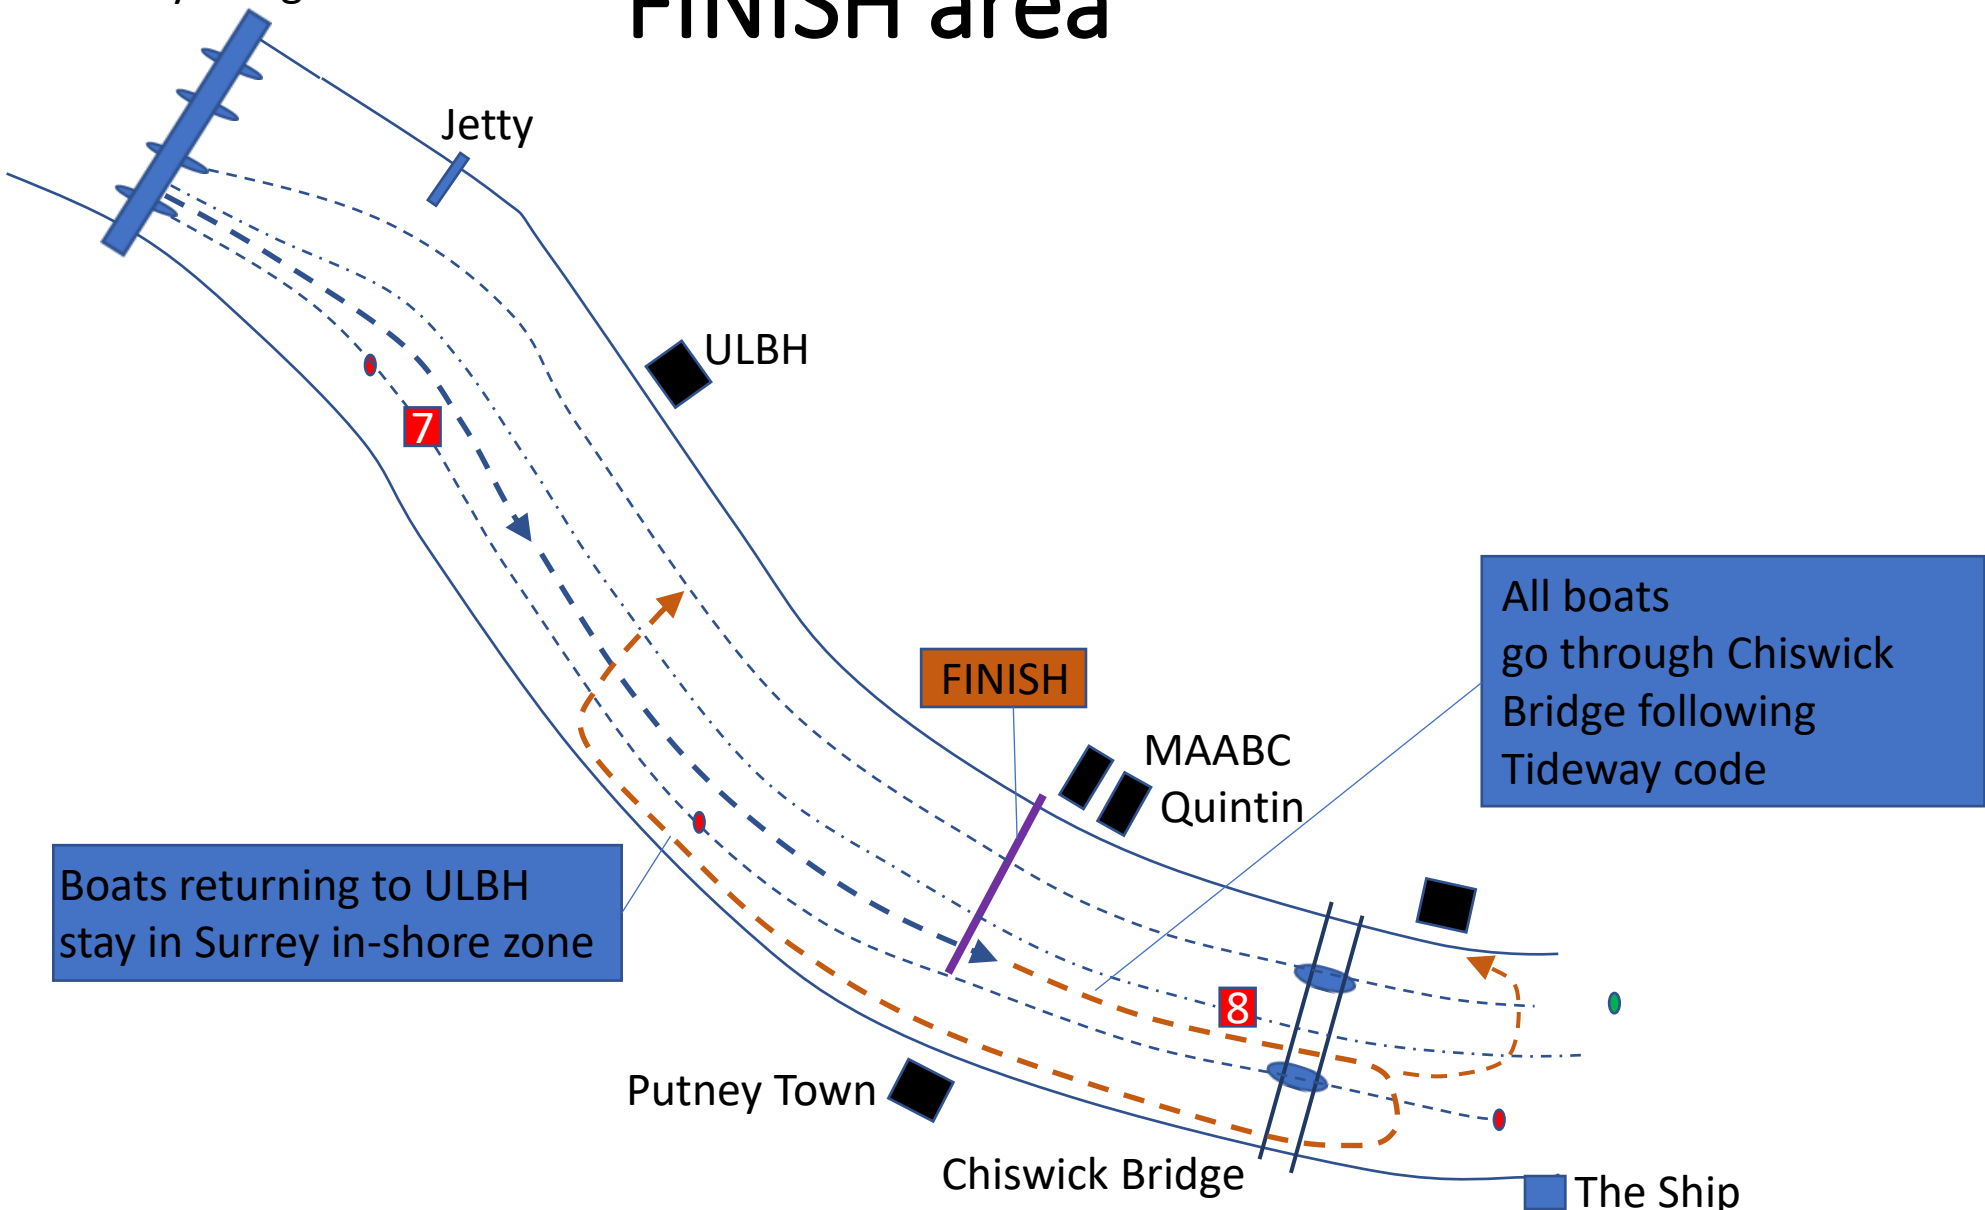 FINISH area
Jetty
ULBH
7
FINISH
MAABC
Quintin
All boats
go through Chiswick
Bridge following
Tideway code
Boats returning to ULBH
stay in Surrey in-shore zone
8
Putney Town
Chiswick Bridge
The Ship